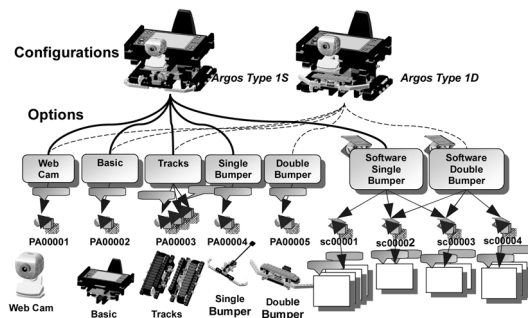 Configurations
Argos Type 1S
Argos Type 1D
Options
Web
Cam
Basic
Tracks
Single
Bumper
Double
Bumper
Software
Single
Bumper
Software
Double
Bumper
PA00001
PA00002
PA00003
PA00004
PA00005
sc00001
sc00002
sc00003
sc00004
Web Cam
Basic
Tracks
Single
Bumper
Double
Bumper